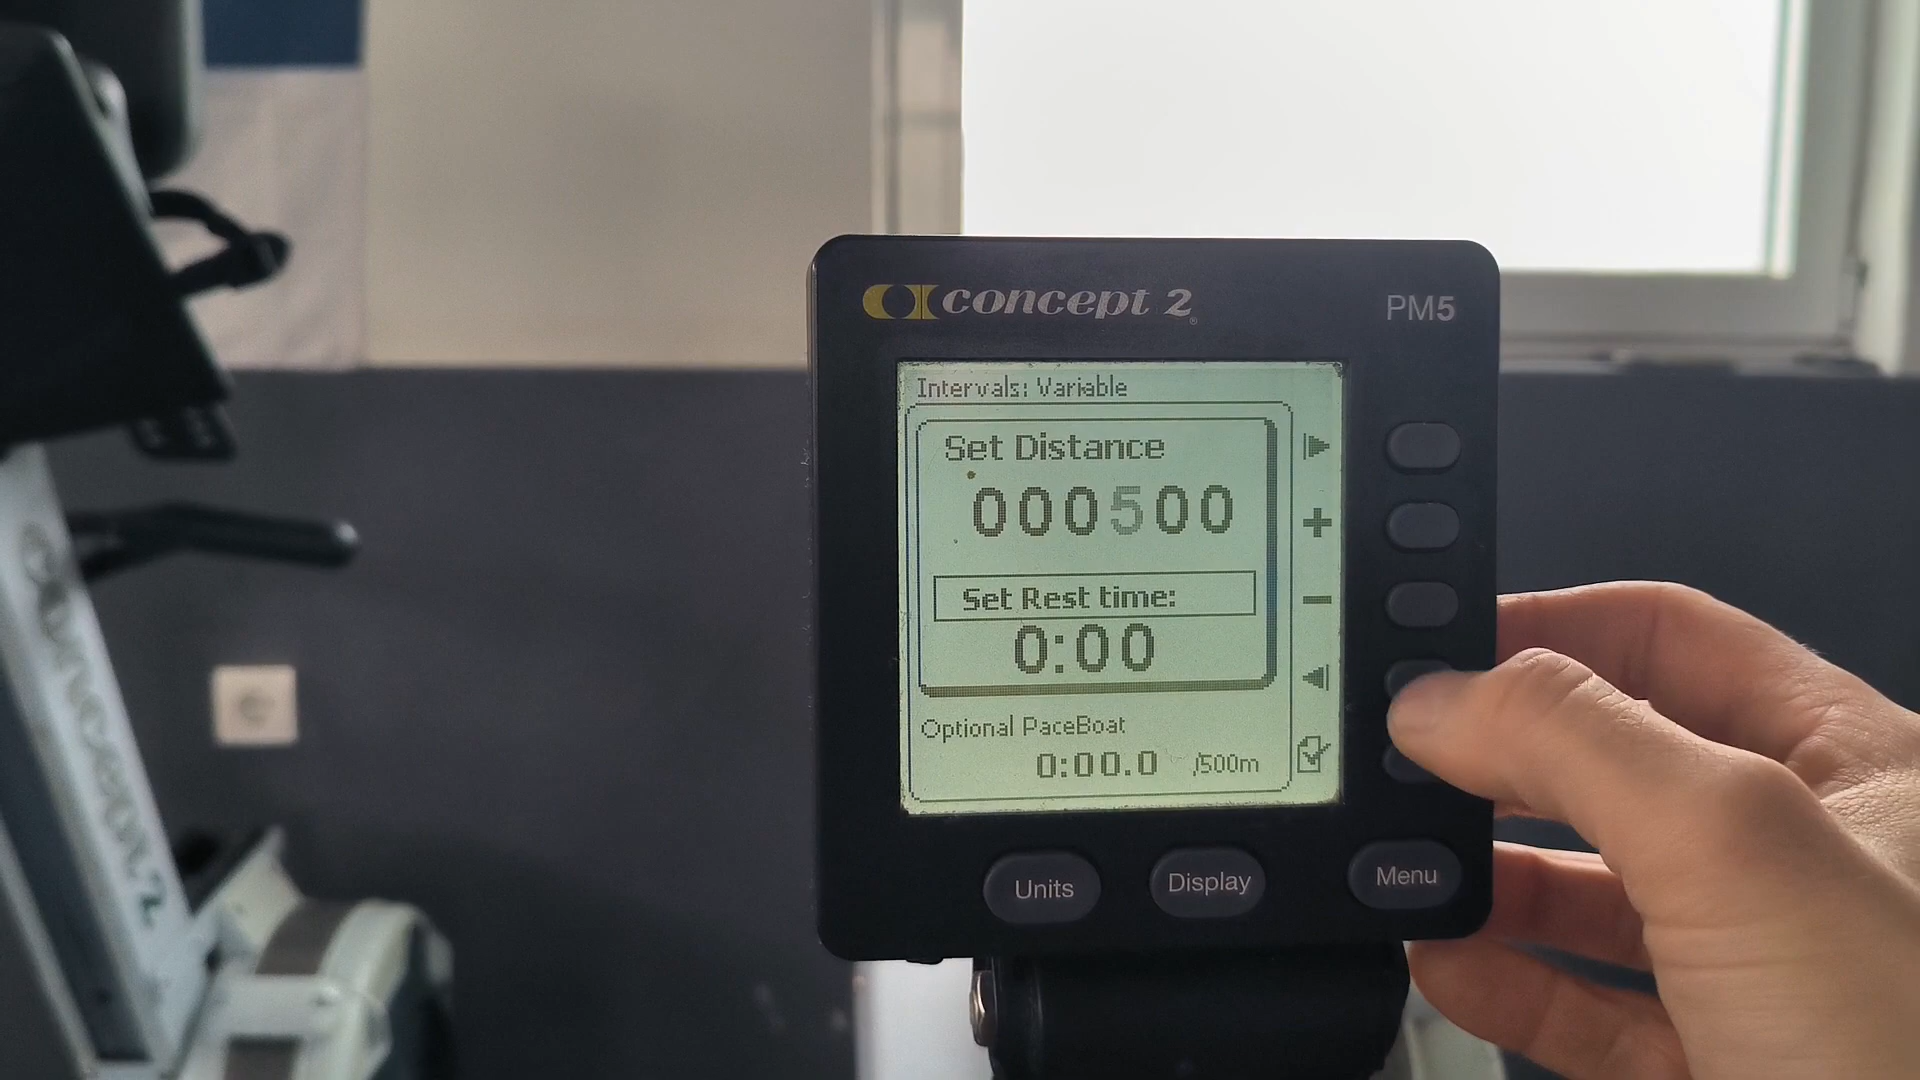 concept 2
PM5
Intervals: Variable
Set Distance
000500
Set Rest time:
0:00
Optional PaceBoat
0:00.0 /500m
Units
Display
Menu